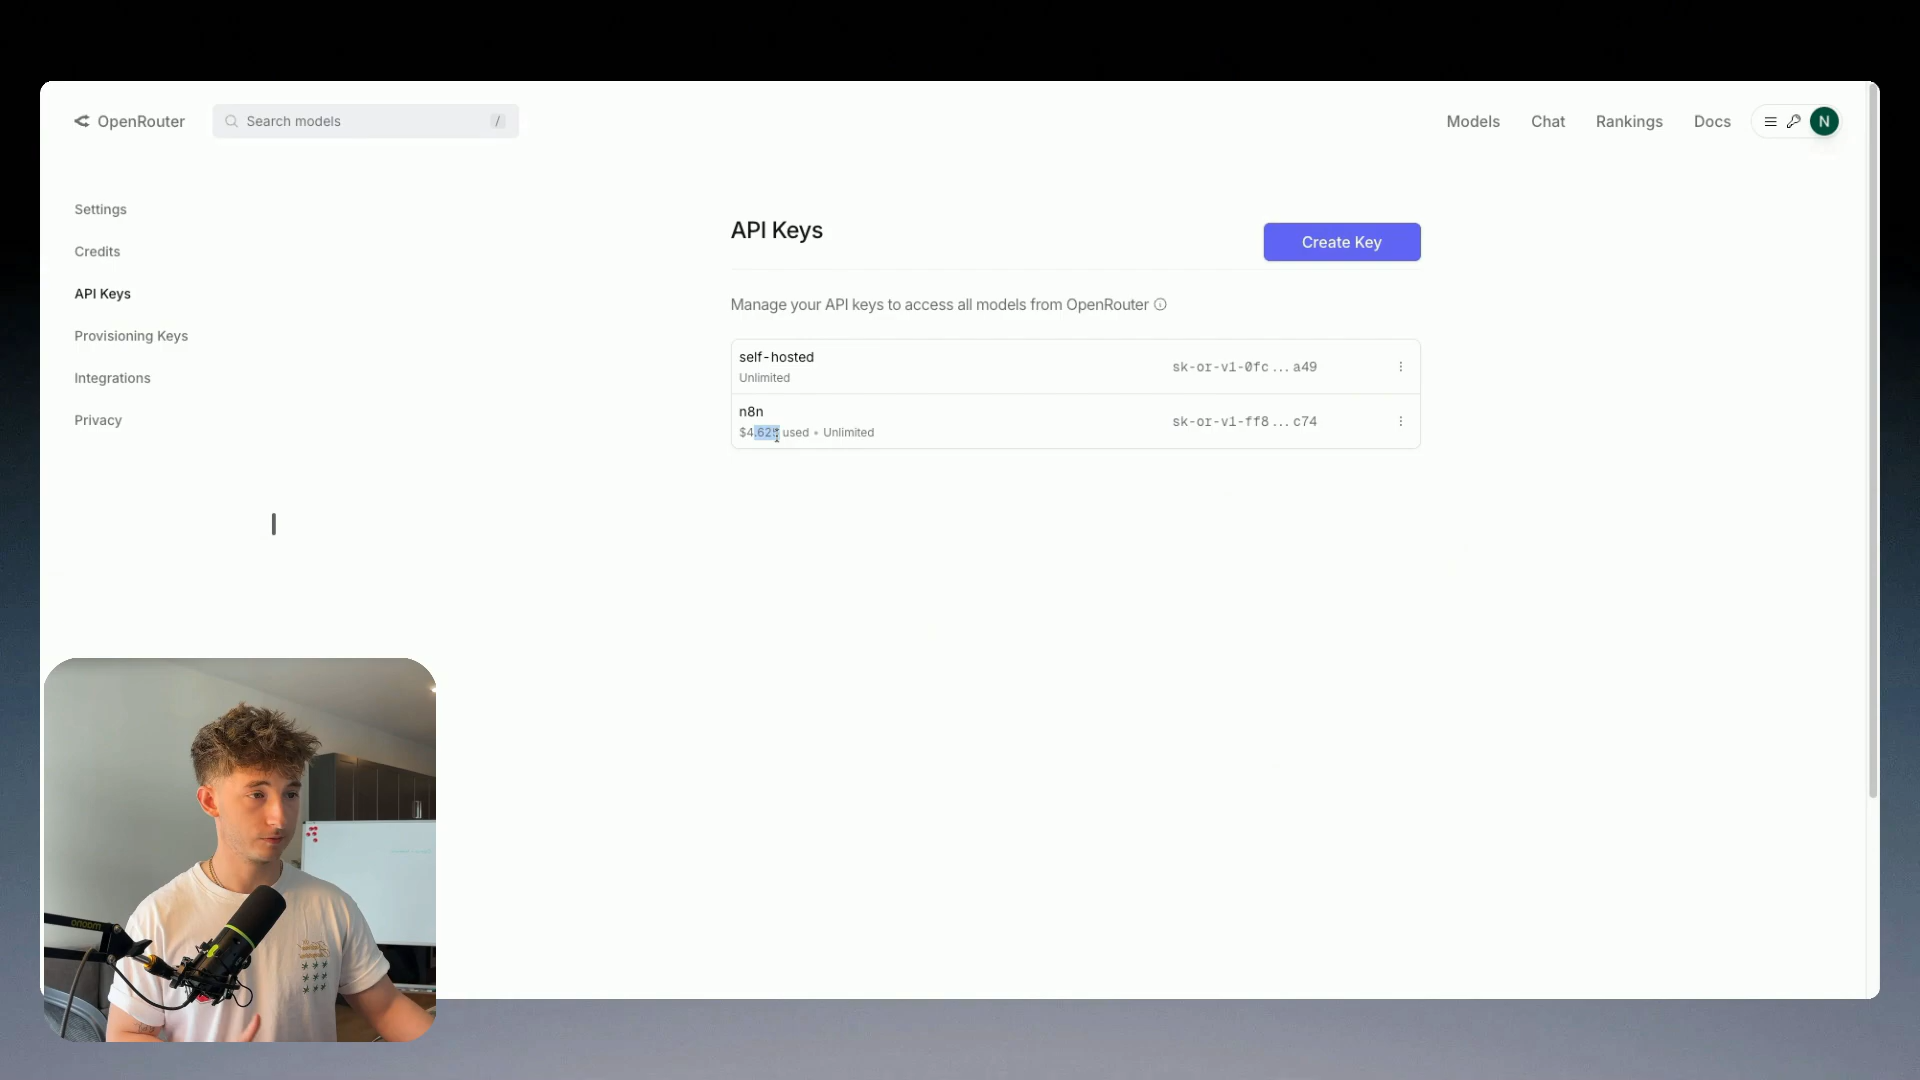 OpenRouter
Search models
/
Models
Chat
Rankings
Docs
N
Settings
Credits
API Keys
Provisioning Keys
Integrations
Privacy
API Keys
Create Key
Manage your API keys to access all models from OpenRouter
self-hosted
Unlimited
sk-or-v1-0fc...a49
n8n
used • Unlimited
sk-or-v1-ff8...c74